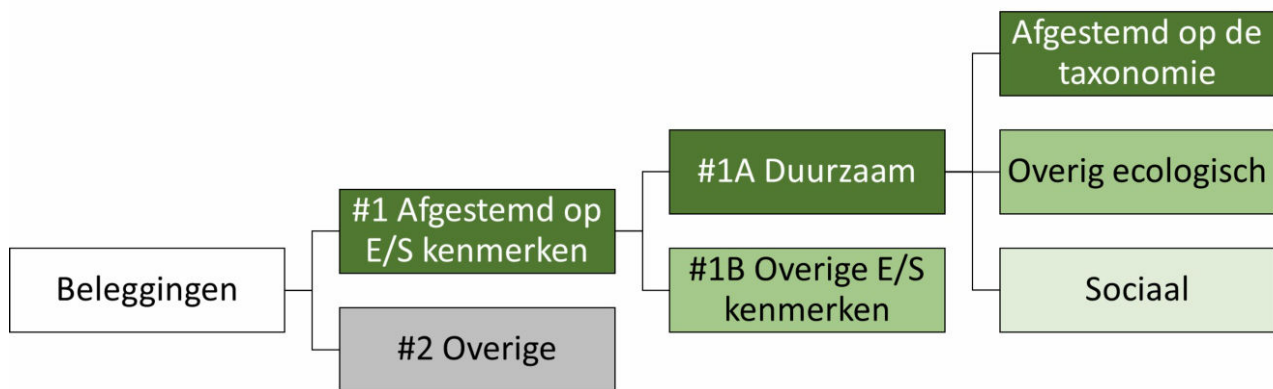 Beleggingen
#1 Afgestemd op
E/S kenmerken
#2 Overige
#1A Duurzaam
#1B Overige E/S
kenmerken
Afgestemd op de
taxonomie
Overig ecologisch
Sociaal